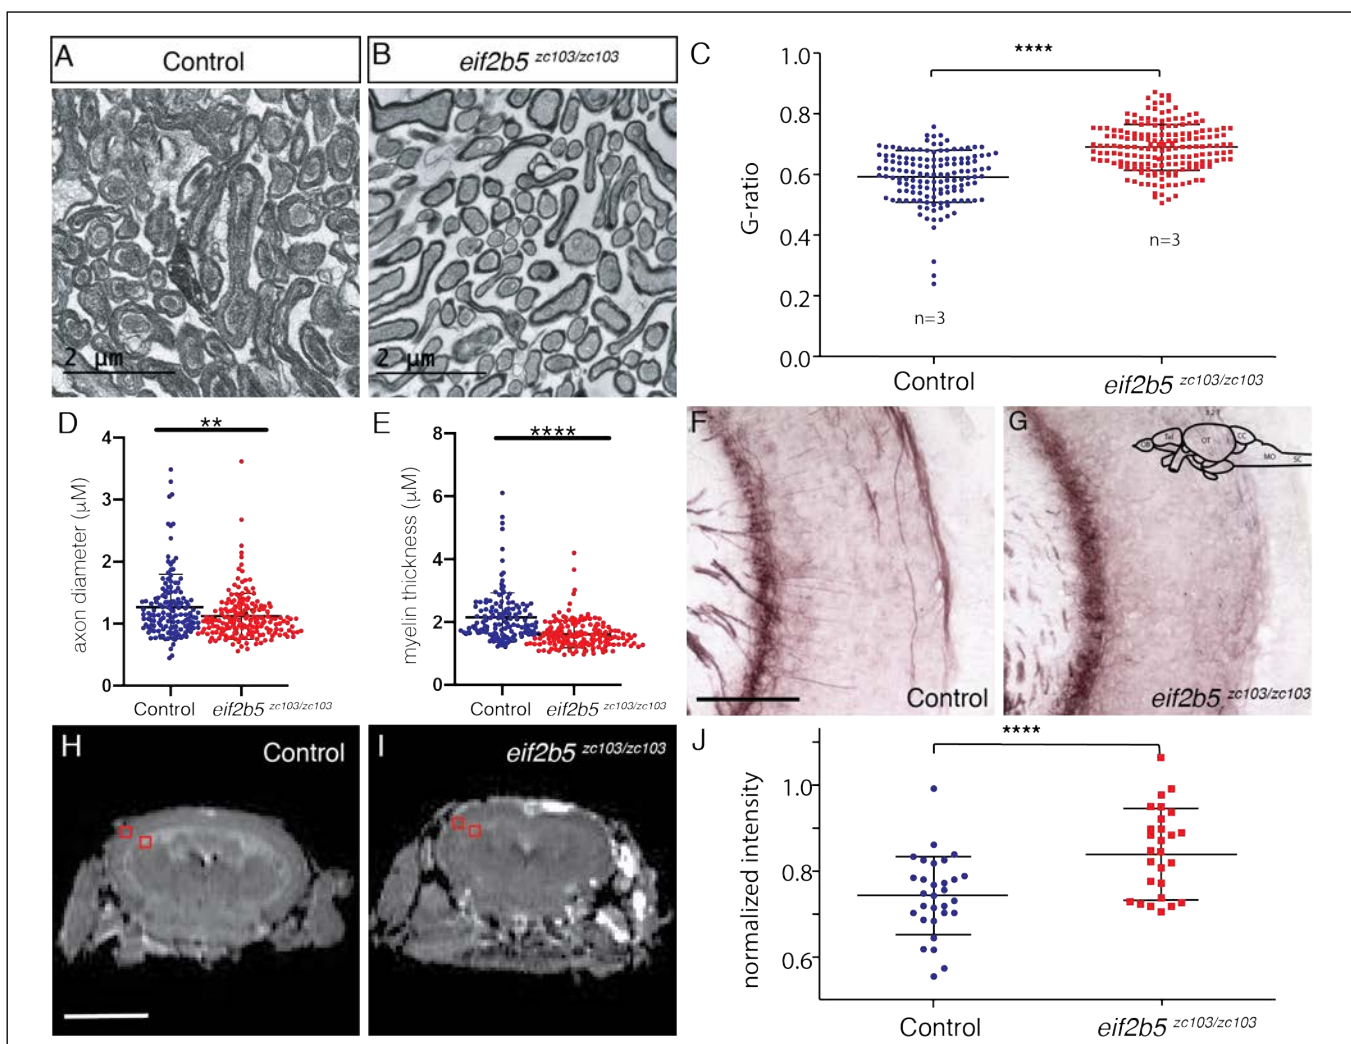 A
Control
B
eif2b5 zc103/zc103
2 µm
2 µm
C
****
G-ratio
1.0
0.8
0.6
0.4
0.2
0.0
n=3
n=3
Control
eif2b5 zc103/zc103
D
**
axon diameter (µM)
4
3
2
1
0
Control
eif2b5 zc103/zc103
E
****
myelin thickness (µM)
8
6
4
2
0
Control
eif2b5 zc103/zc103
F
Control
G
OB
Tel
OT
CC
MO
SC
eif2b5 zc103/zc103
H
Control
I
eif2b5 zc103/zc103
J
****
normalized intensity
1.0
0.8
0.6
Control
eif2b5 zc103/zc103